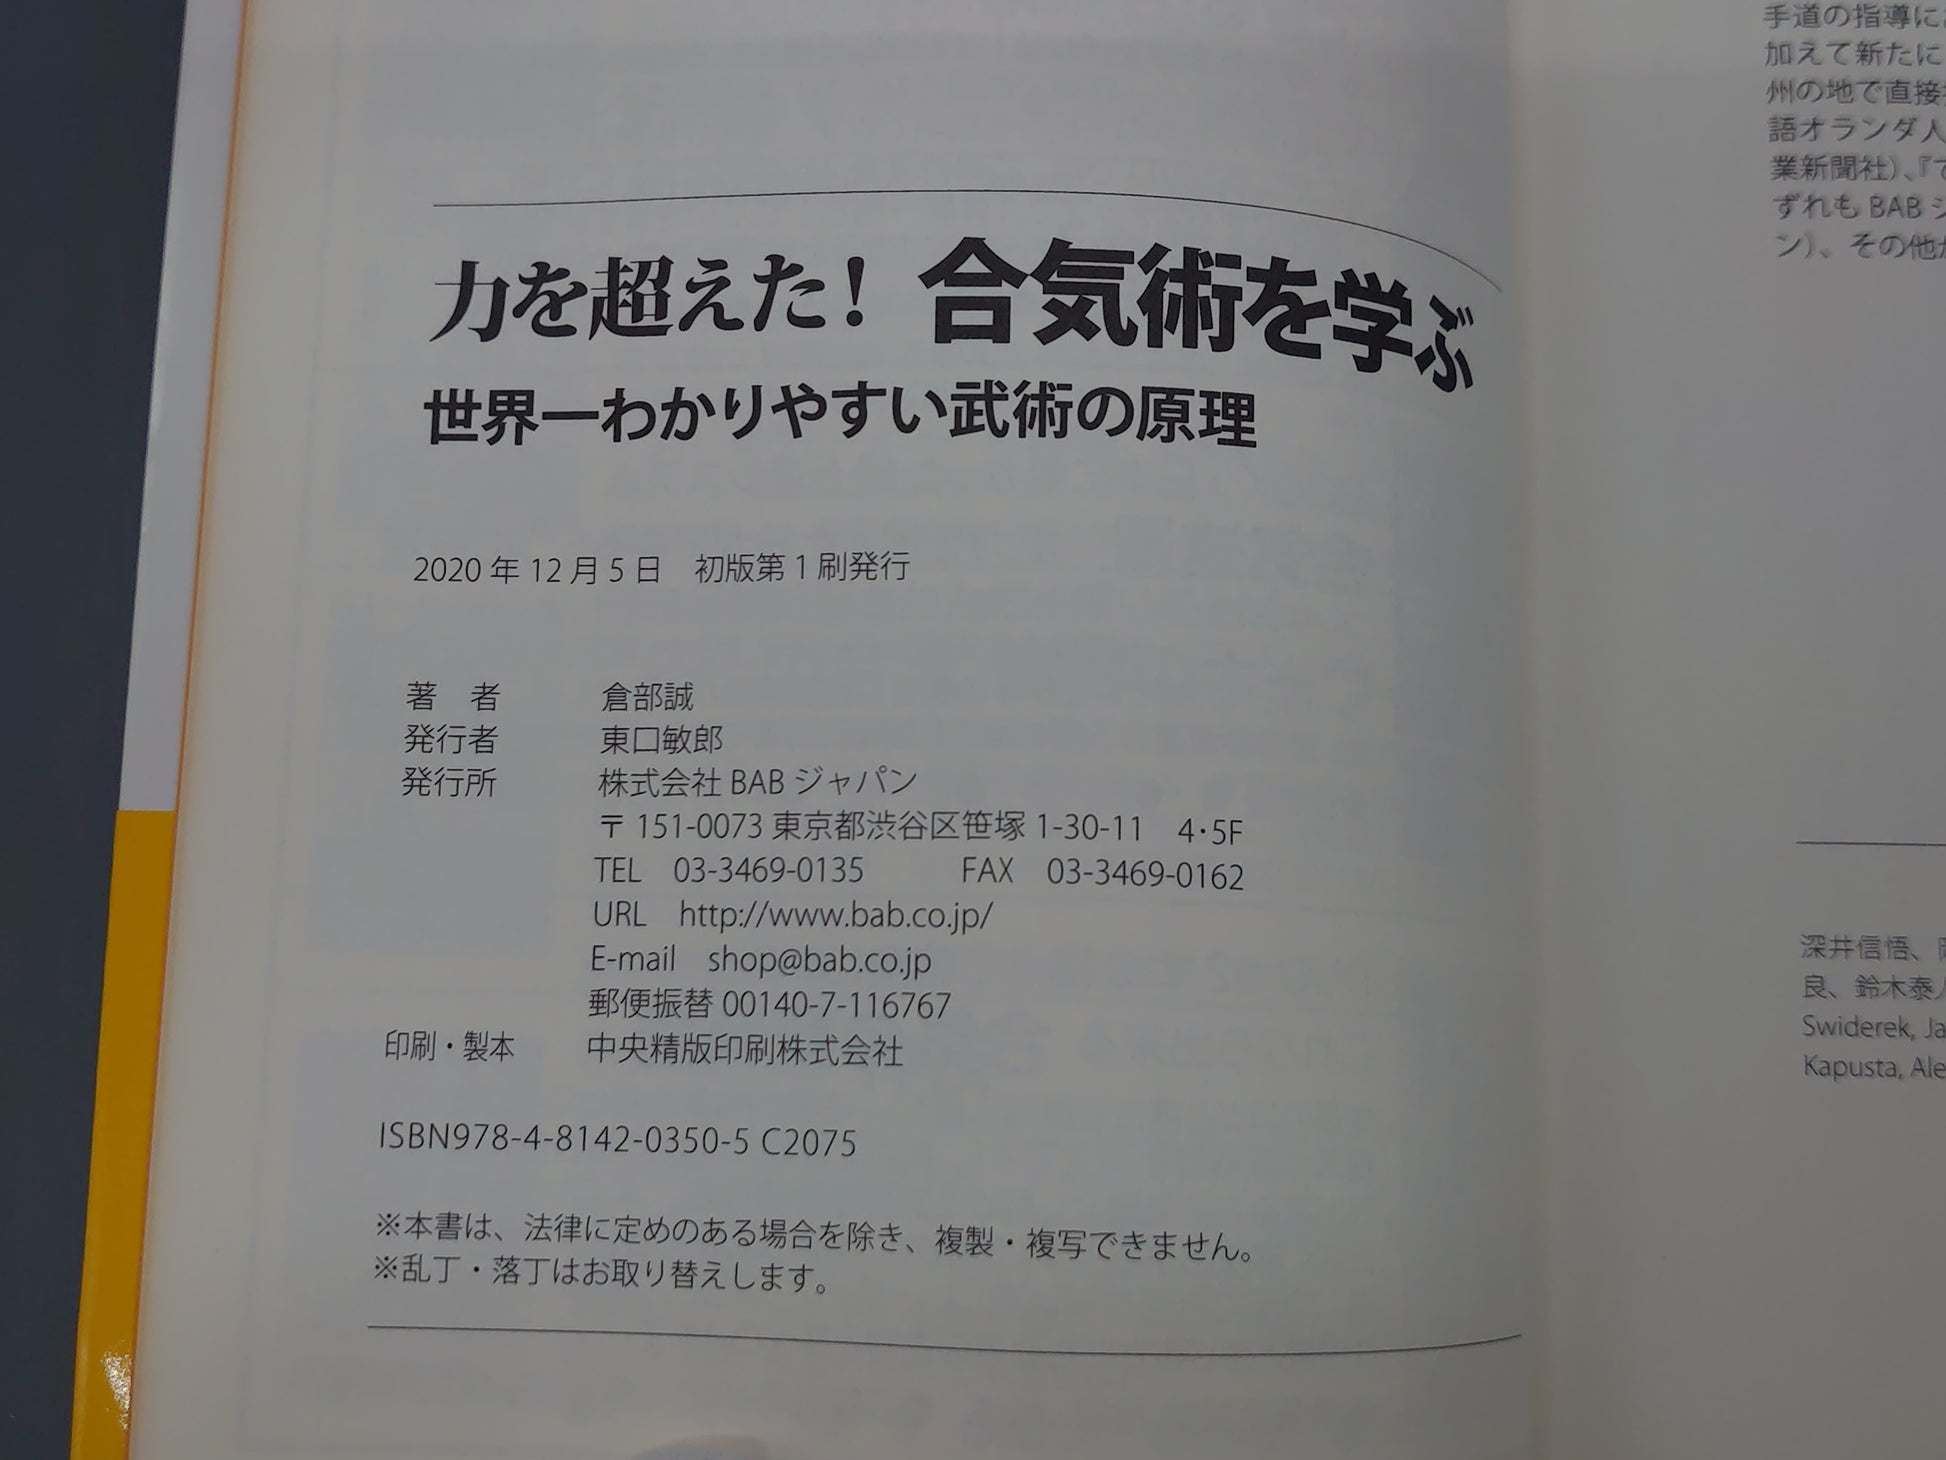 力を超えた！ 合気術を学ぶ
世界一わかりやすい武術の原理
2020 年 12 月 5 日　初版第 1 刷発行
著　者　倉部誠
発行者　東口敏郎
発行所　株式会社 BAB ジャパン
〒 151-0073 東京都渋谷区笹塚 1-30-11　4・5F
TEL　03-3469-0135　FAX　03-3469-0162
URL　http://www.bab.co.jp/
E-mail　shop@bab.co.jp
郵便振替 00140-7-116767
印刷・製本　中央精版印刷株式会社
ISBN978-4-8142-0350-5 C2075
※本書は、法律に定めのある場合を除き、複製・複写できません。
※乱丁・落丁はお取り替えします。
手道の指導に
加えて新たに
州の地で直接
語オランダ人
業新聞社）、『で
ずれも BAB ジ
ン）、その他
深井信悟、
良、鈴木泰
Swiderek, Ja
Kapusta, Ale